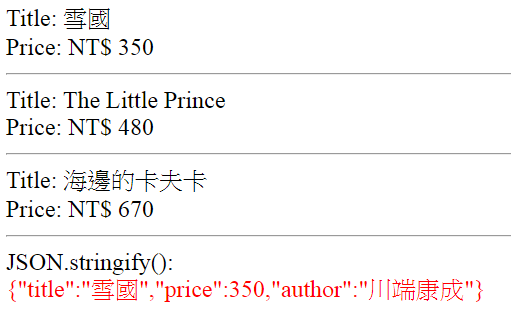 Title: 雪國
Price: NT$ 350
Title: The Little Prince
Price: NT$ 480
Title: 海邊的卡夫卡
Price: NT$ 670
JSON.stringify():
{"title":"雪國","price":350,"author":"川端康成"}